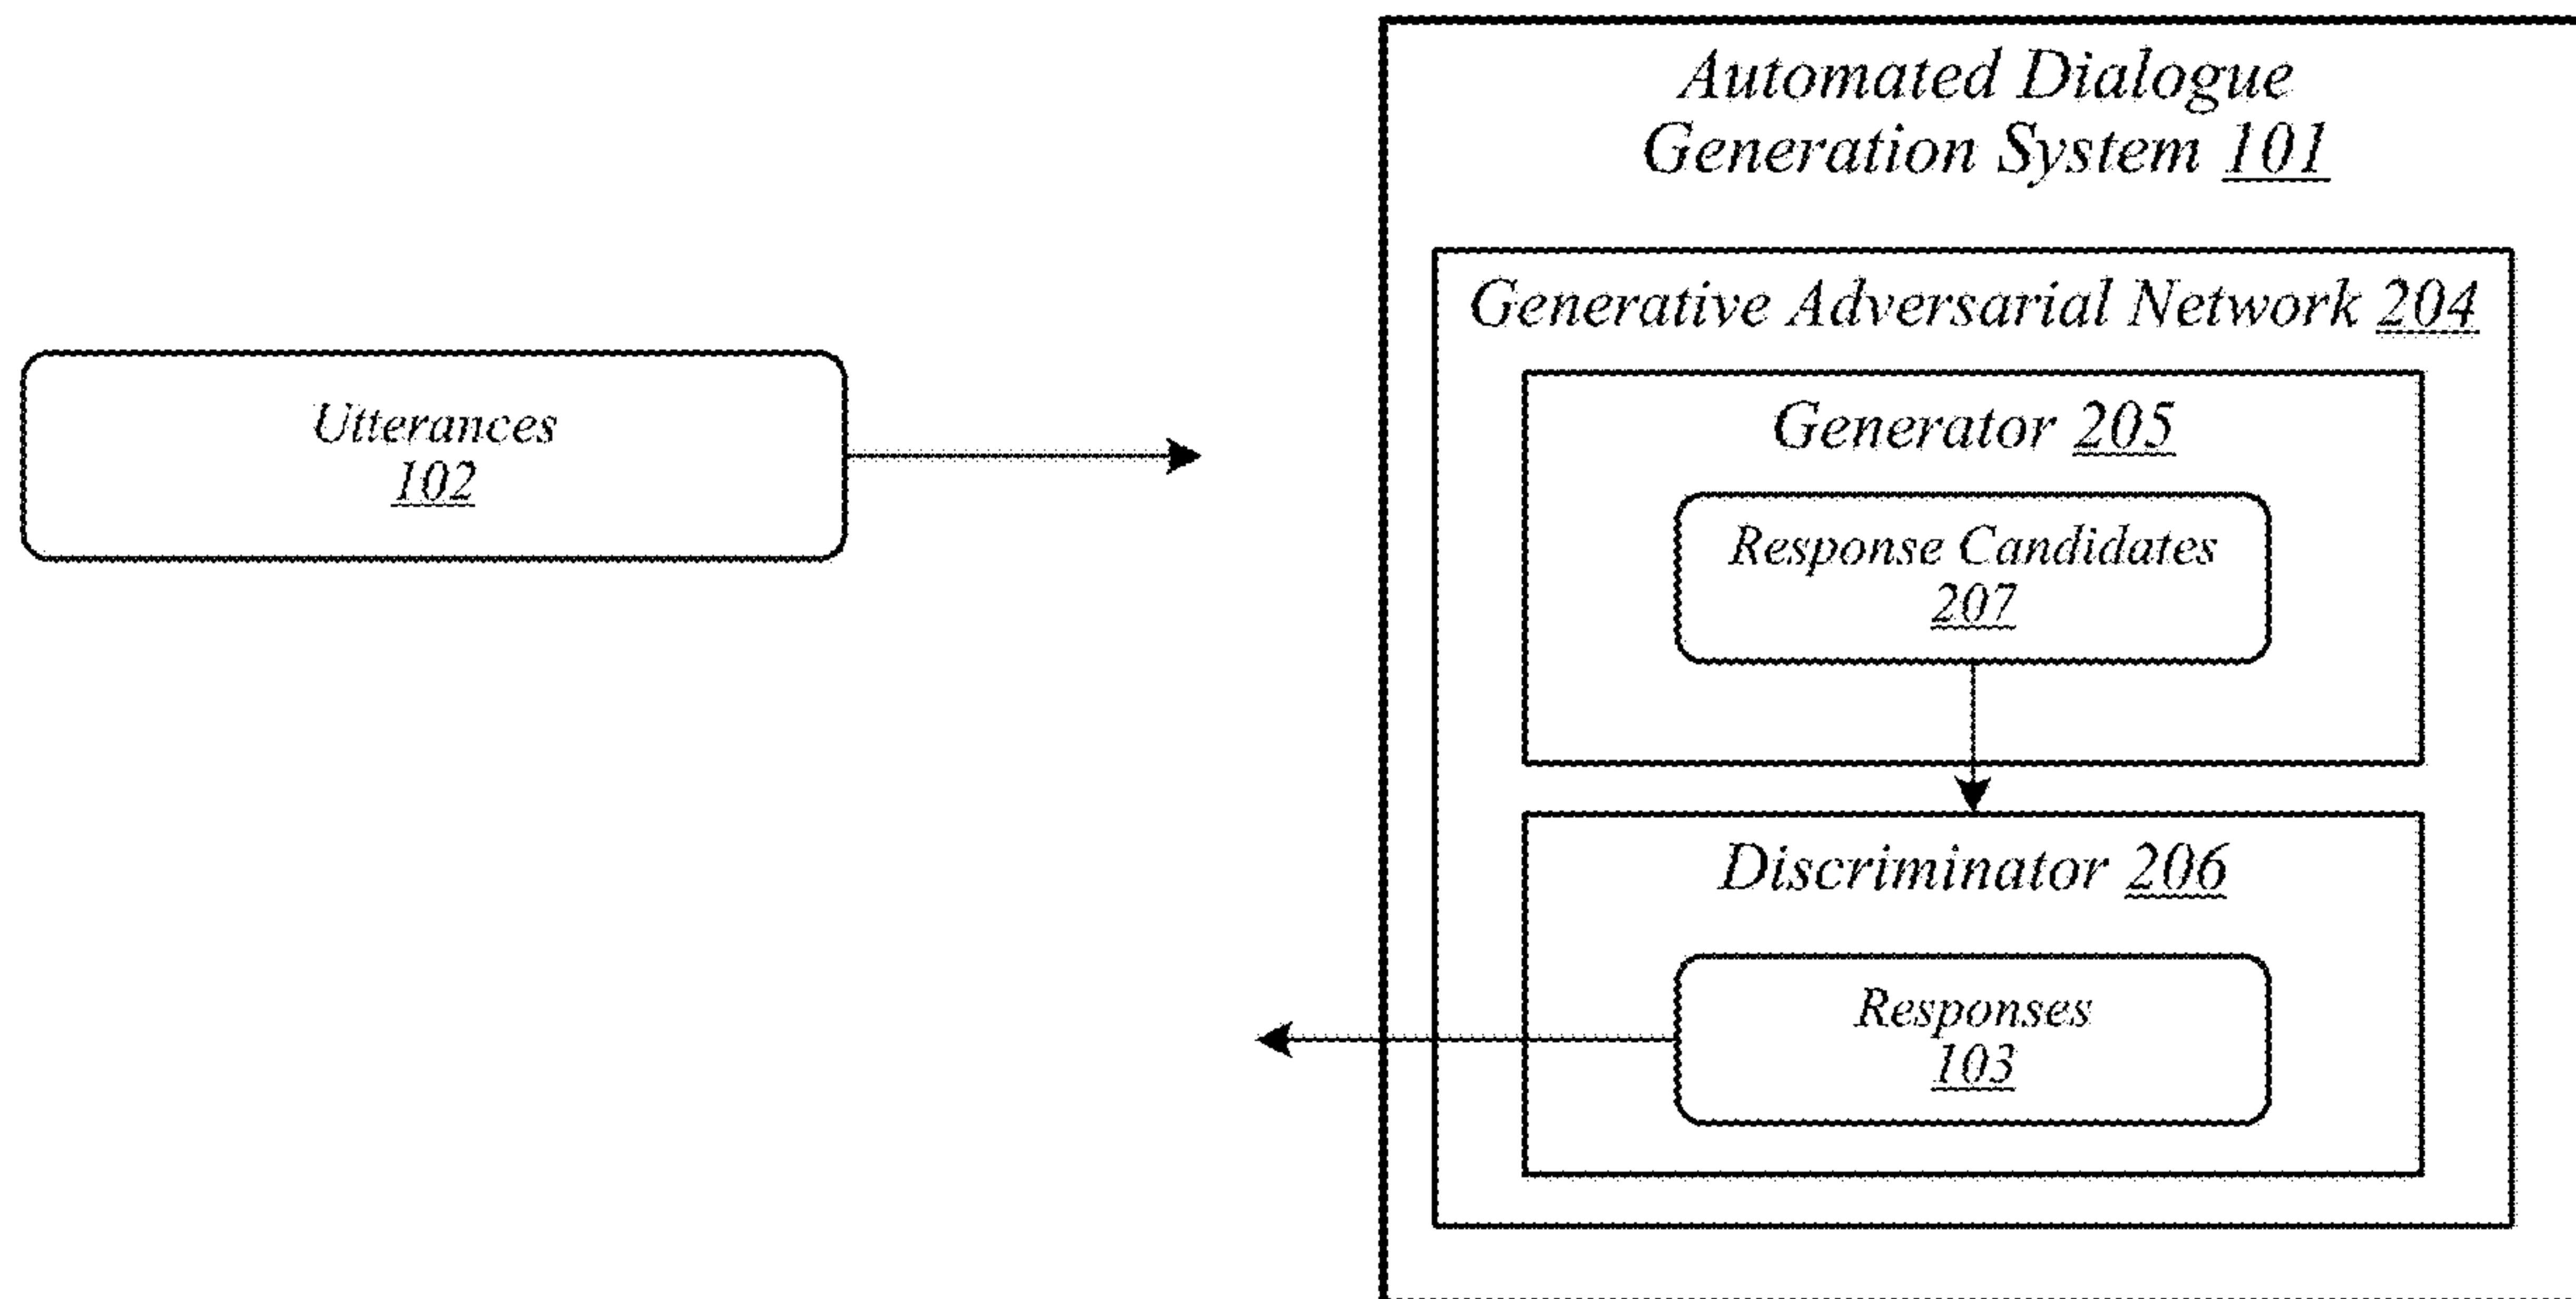 Automated Dialogue
Generation System 101
Generative Adversarial Network 204
Utterances
102
Generator 205
Response Candidates
207
Discriminator 206
Responses
103